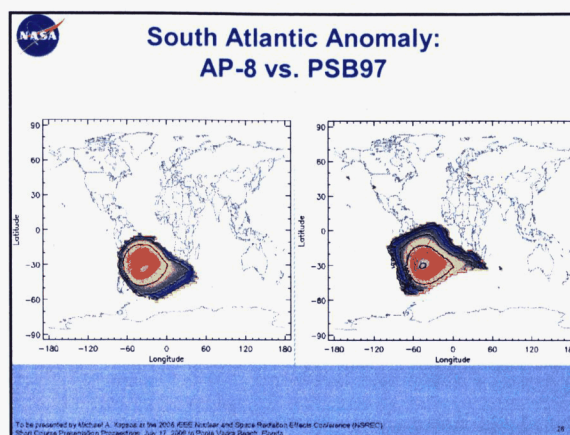 NASA
South Atlantic Anomaly:
AP-8 vs. PSB97
90
60
30
0
-30
-60
-90
Latitude
-180 -120 -60 0 60 120 180
Longitude
90
60
30
0
-30
-60
-90
Latitude
-180 -120 -60 0 60 120 180
Longitude
To be presented by Michael A. Xapsos at the 2006 IEEE Nuclear and Space Radiation Effects Conference (NSREC)
Short Course Presentation Proceedings, July 17, 2006 in Ponte Vedra Beach, Florida
28